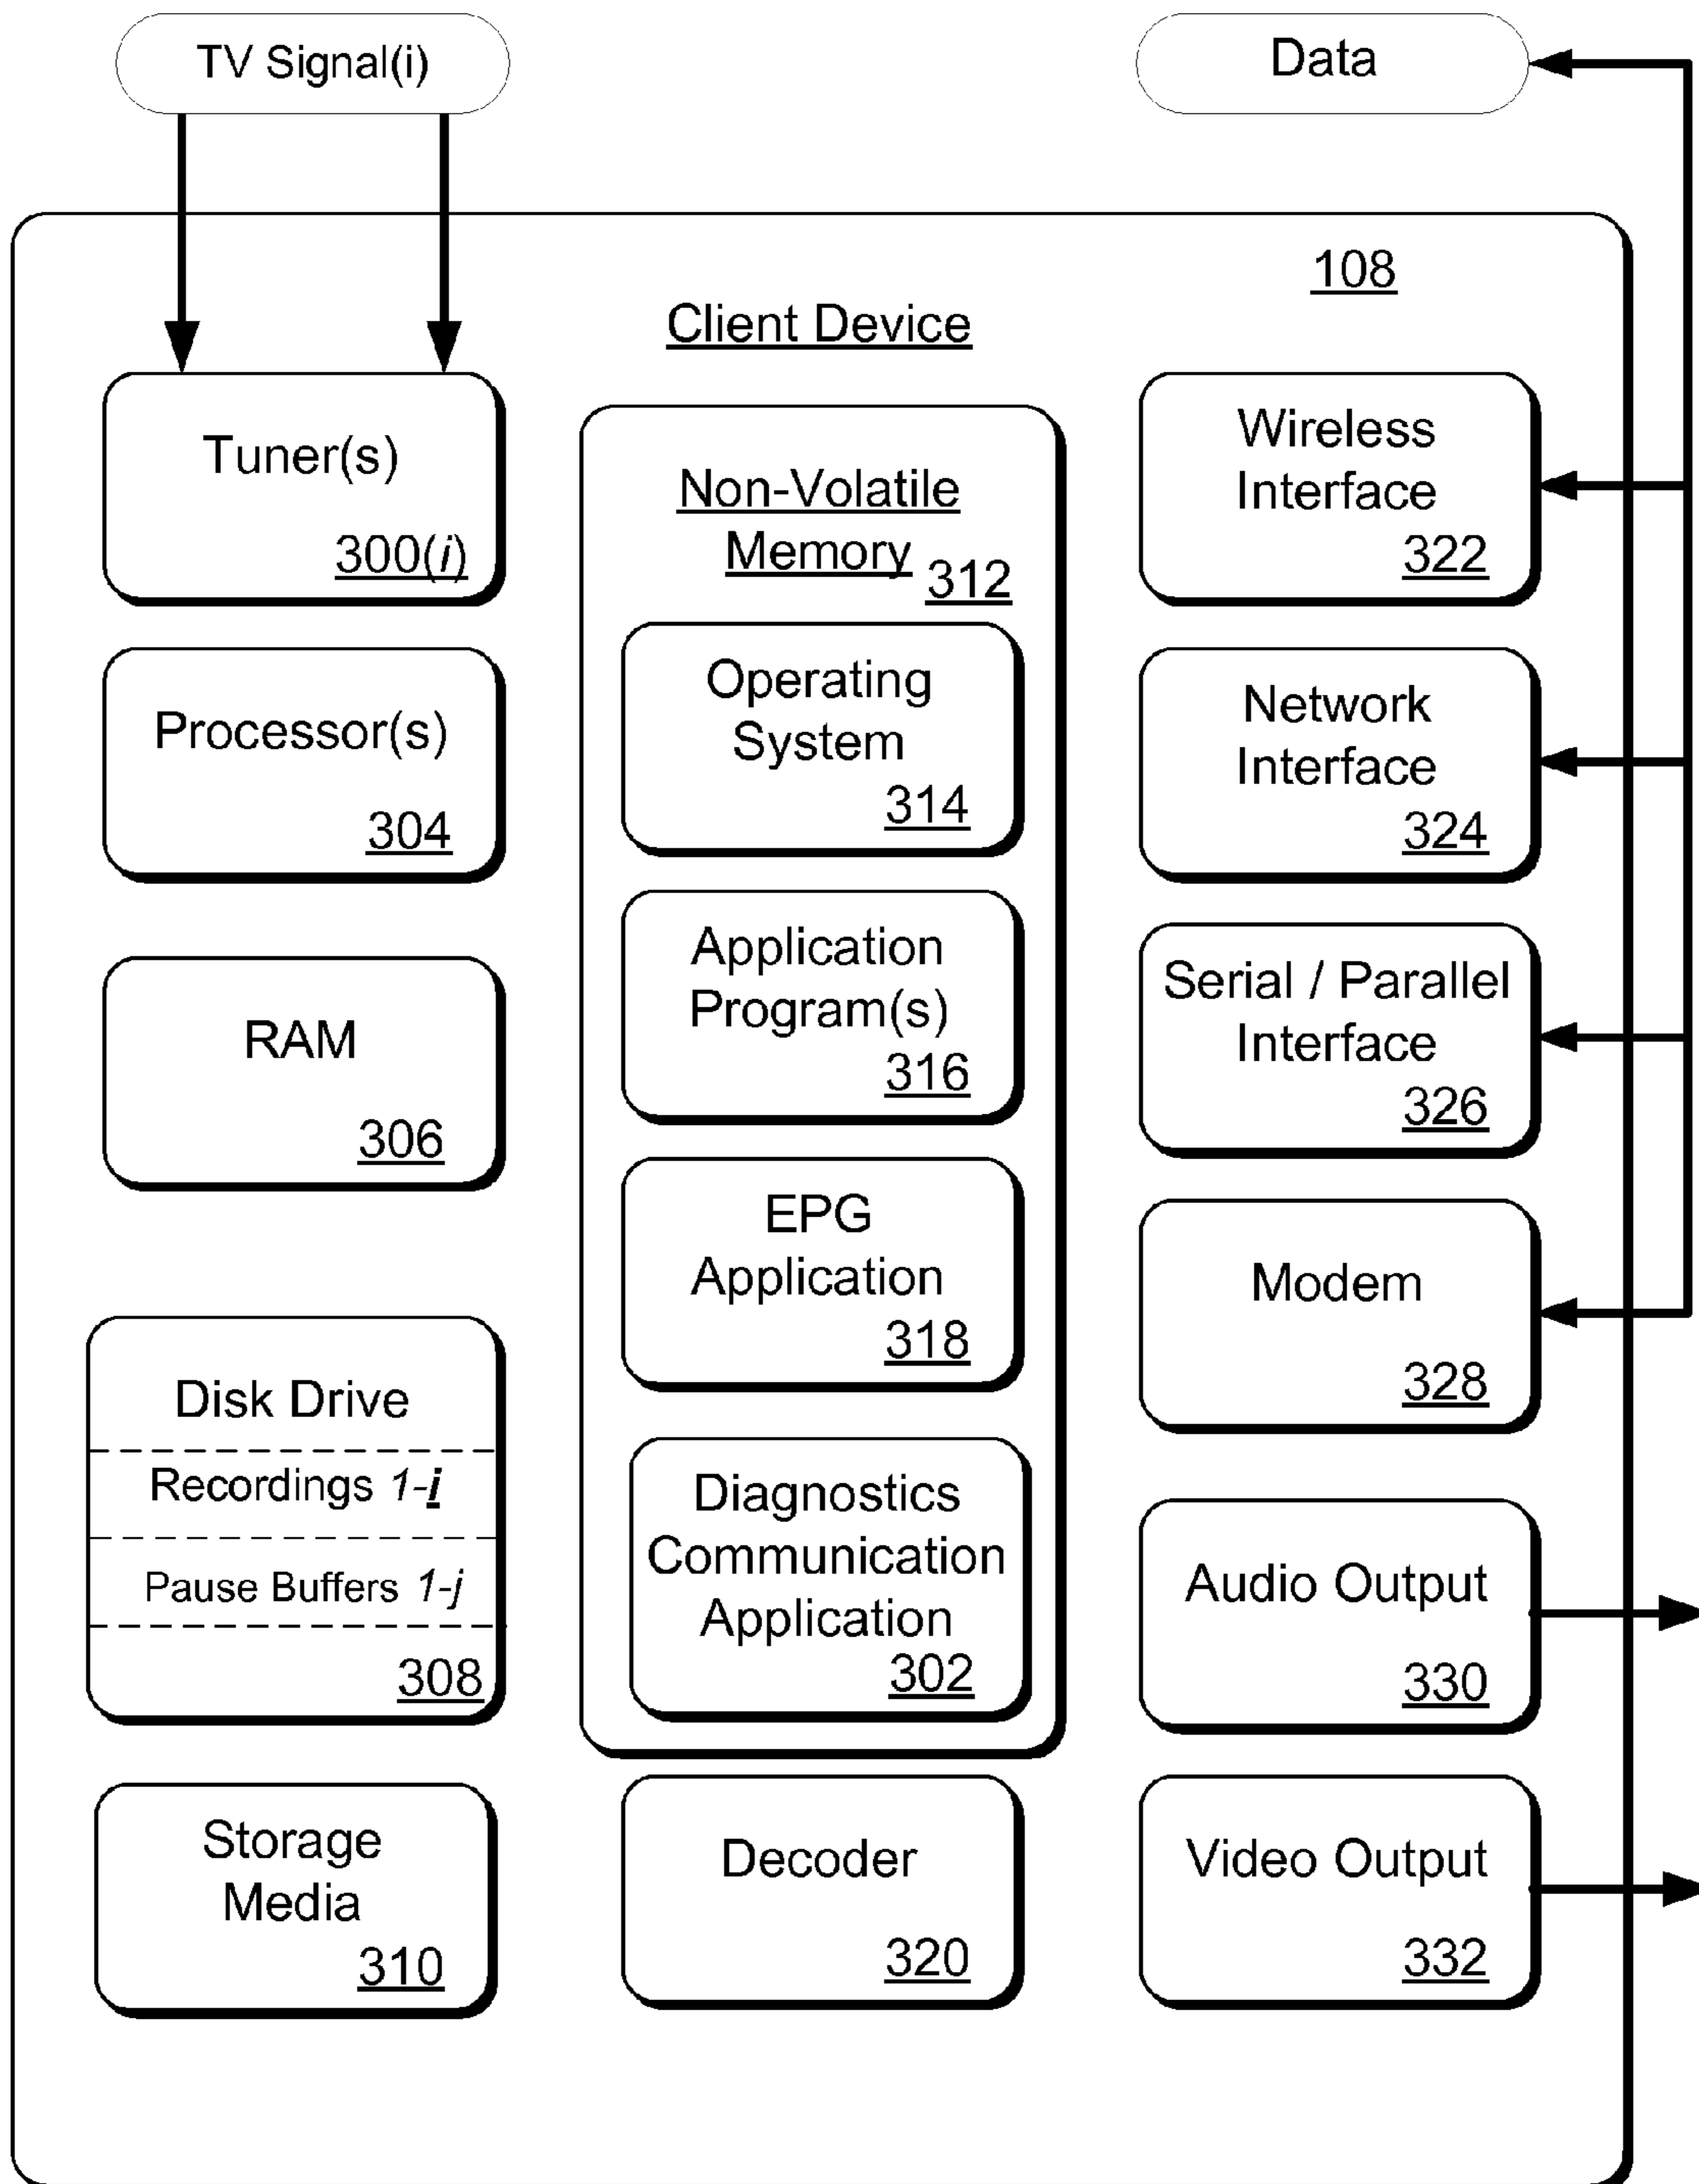 TV Signal(i)
Data
108
Client Device
Tuner(s)
300(i)
Processor(s)
304
RAM
306
Disk Drive
Recordings 1-i
Pause Buffers 1-j
308
Storage
Media
310
Non-Volatile
Memory
312
Operating
System
314
Application
Program(s)
316
EPG
Application
318
Diagnostics
Communication
Application
302
Decoder
320
Wireless
Interface
322
Network
Interface
324
Serial / Parallel
Interface
326
Modem
328
Audio Output
330
Video Output
332